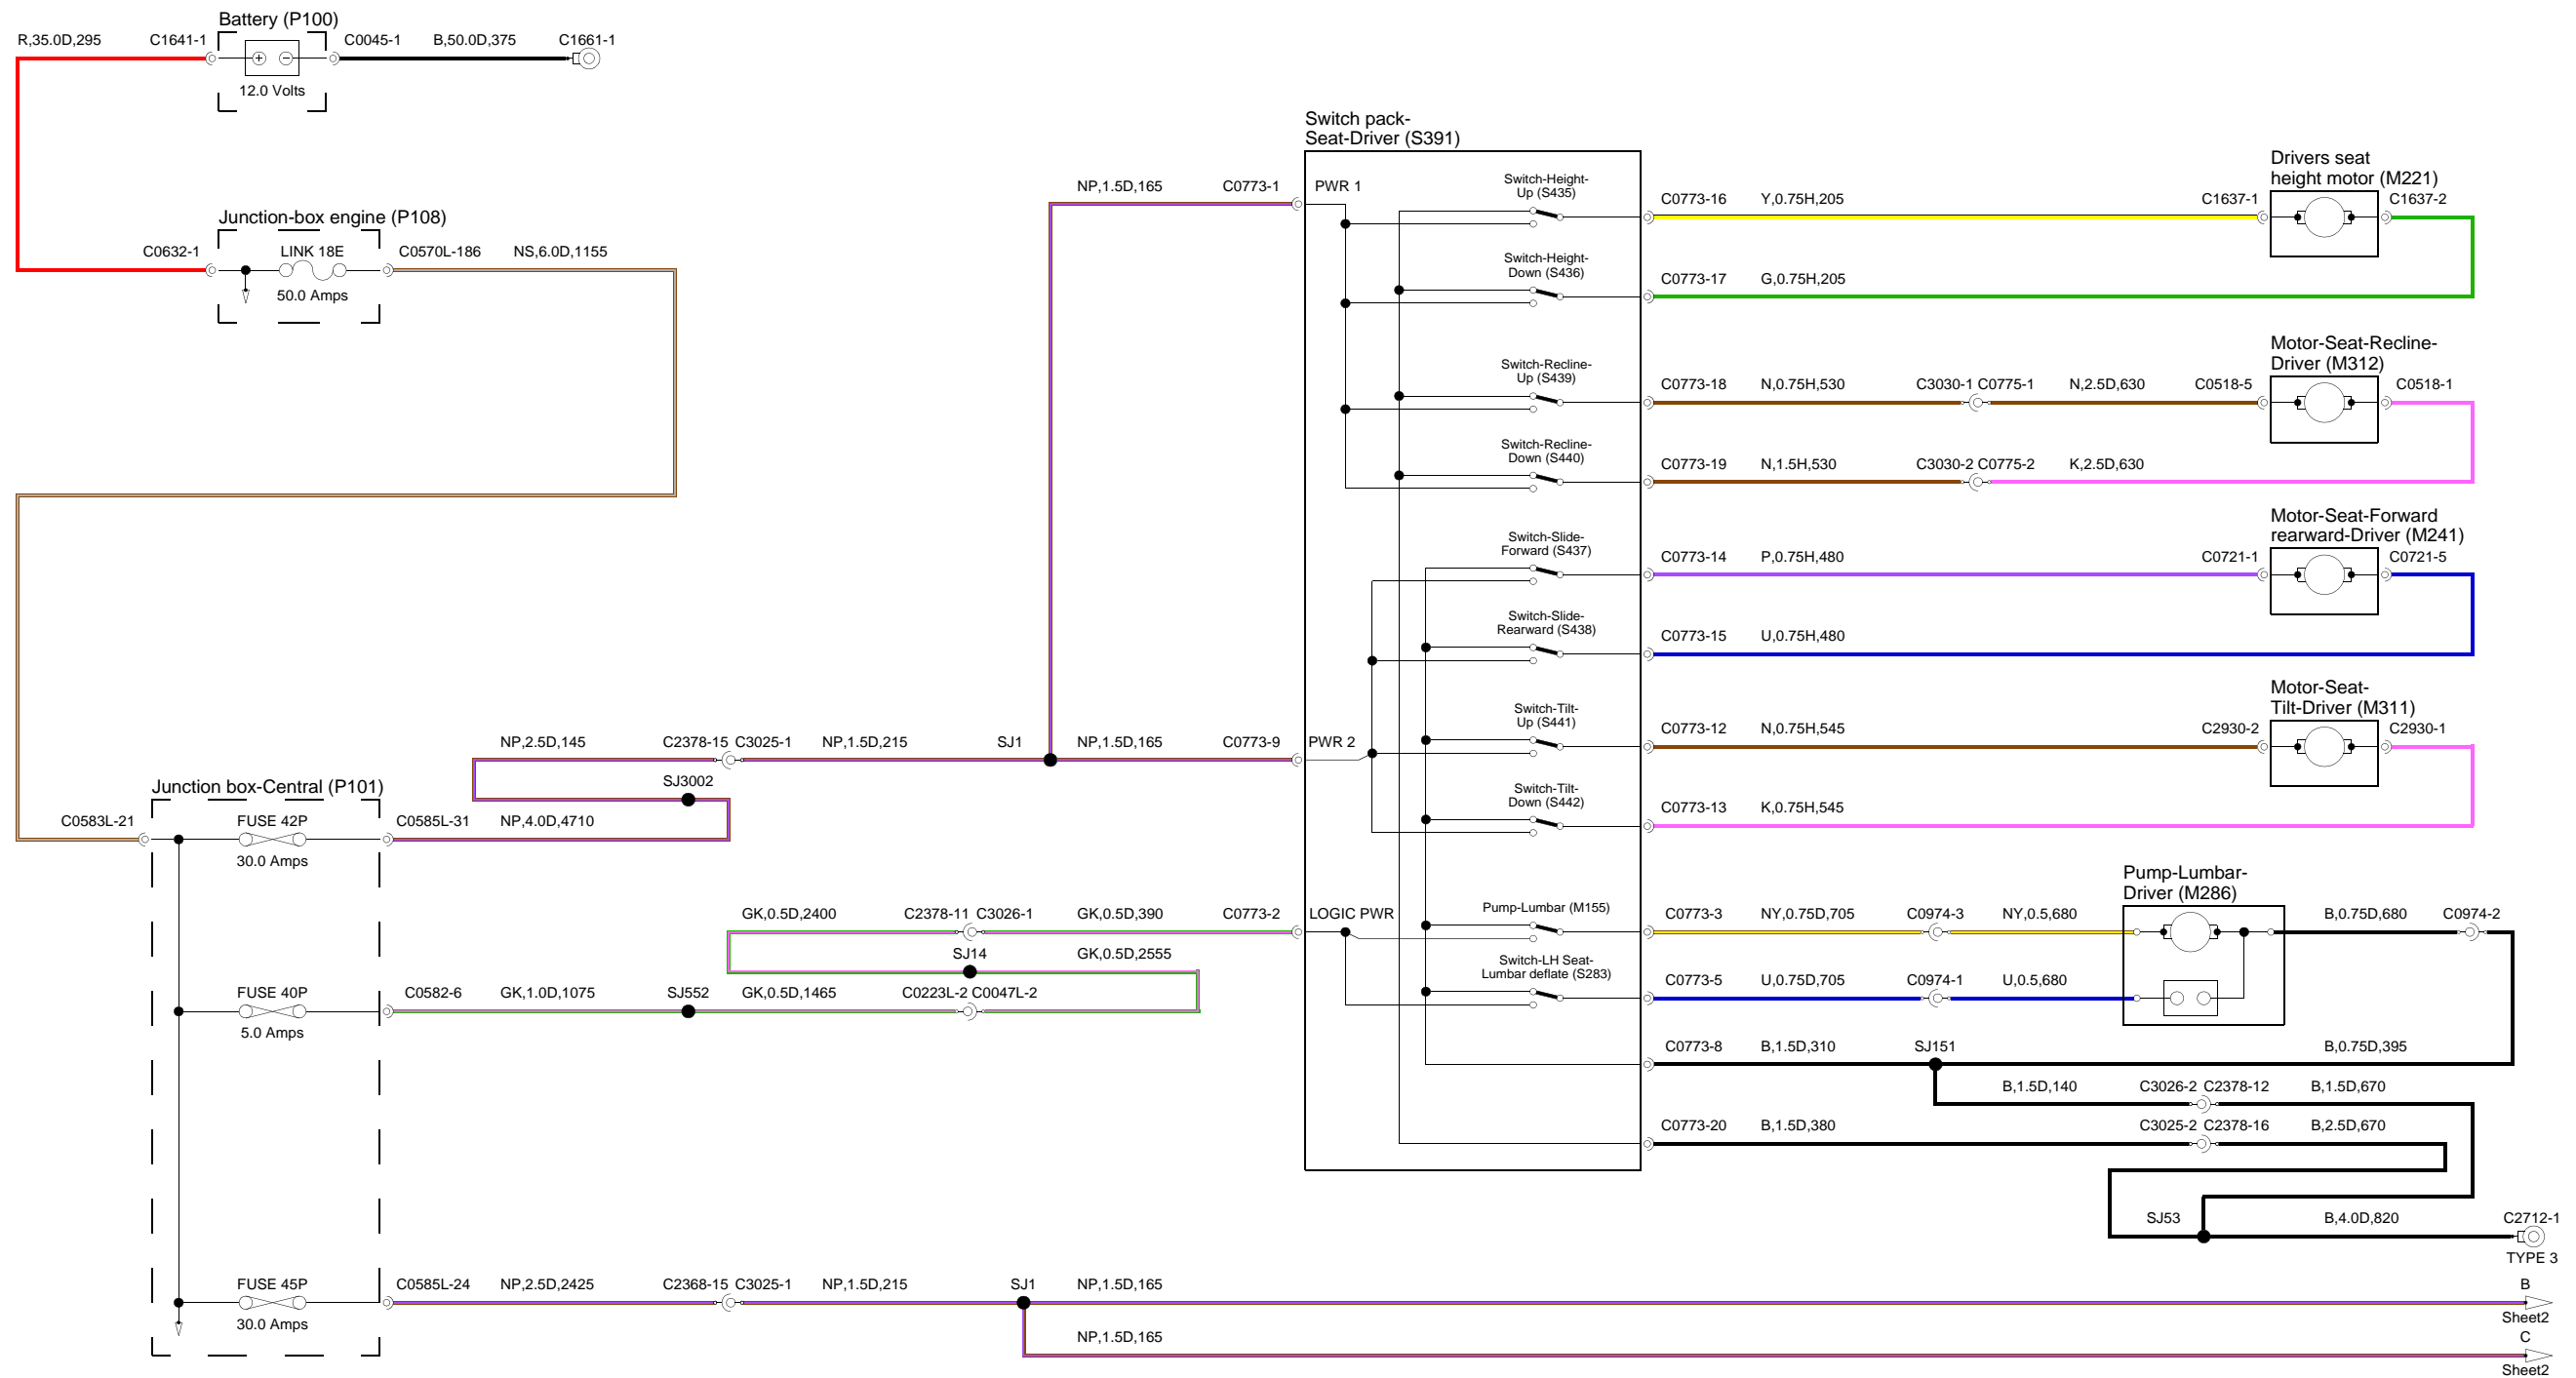 Battery (P100)
R,35.0D,295
C1641-1
C0045-1
B,50.0D,375
C1661-1
12.0 Volts
Junction-box engine (P108)
C0632-1
LINK 18E
C0570L-186
NS,6.0D,1155
50.0 Amps
Switch pack-
Seat-Driver (S391)
NP,1.5D,165
C0773-1
PWR 1
Switch-Height-
Up (S435)
C0773-16
Y,0.75H,205
Drivers seat
height motor (M221)
C1637-1
C1637-2
Switch-Height-
Down (S436)
C0773-17
G,0.75H,205
Switch-Recline-
Up (S439)
C0773-18
N,0.75H,530
C3030-1 C0775-1
N,2.5D,630
Motor-Seat-Recline-
Driver (M312)
C0518-5
C0518-1
Switch-Recline-
Down (S440)
C0773-19
N,1.5H,530
C3030-2 C0775-2
K,2.5D,630
Switch-Slide-
Forward (S437)
C0773-14
P,0.75H,480
Motor-Seat-Forward
rearward-Driver (M241)
C0721-1
C0721-5
Switch-Slide-
Rearward (S438)
C0773-15
U,0.75H,480
NP,2.5D,145
C2378-15 C3025-1
NP,1.5D,215
SJ1
NP,1.5D,165
C0773-9
PWR 2
Switch-Tilt-
Up (S441)
C0773-12
N,0.75H,545
Motor-Seat-
Tilt-Driver (M311)
C2930-2
C2930-1
SJ3002
Switch-Tilt-
Down (S442)
C0773-13
K,0.75H,545
Junction box-Central (P101)
C0583L-21
FUSE 42P
C0585L-31
NP,4.0D,4710
30.0 Amps
GK,0.5D,2400
C2378-11 C3026-1
GK,0.5D,390
C0773-2
LOGIC PWR
Pump-Lumbar (M155)
C0773-3
NY,0.75D,705
C0974-3
NY,0.5,680
Pump-Lumbar-
Driver (M286)
B,0.75D,680
C0974-2
SJ14
GK,0.5D,2555
Switch-LH Seat-
Lumbar deflate (S283)
C0773-5
U,0.75D,705
C0974-1
U,0.5,680
FUSE 40P
C0582-6
GK,1.0D,1075
SJ552
GK,0.5D,1465
C0223L-2 C0047L-2
5.0 Amps
C0773-8
B,1.5D,310
SJ151
B,0.75D,395
B,1.5D,140
C3026-2 C2378-12
B,1.5D,670
C0773-20
B,1.5D,380
C3025-2 C2378-16
B,2.5D,670
SJ53
B,4.0D,820
C2712-1
TYPE 3
FUSE 45P
C0585L-24
NP,2.5D,2425
C2368-15 C3025-1
NP,1.5D,215
SJ1
NP,1.5D,165
B
30.0 Amps
Sheet2
NP,1.5D,165
C
Sheet2